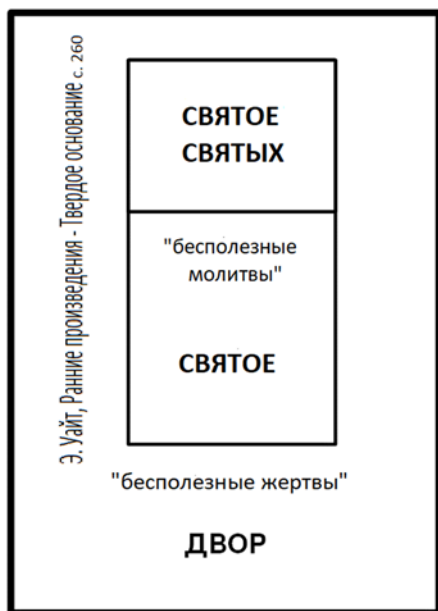 Э. Уайт, Ранние произведения - Твердое основание с. 260
СВЯТОЕ
СВЯТЫХ
"бесполезные
молитвы"
СВЯТОЕ
"бесполезные жертвы"
ДВОР